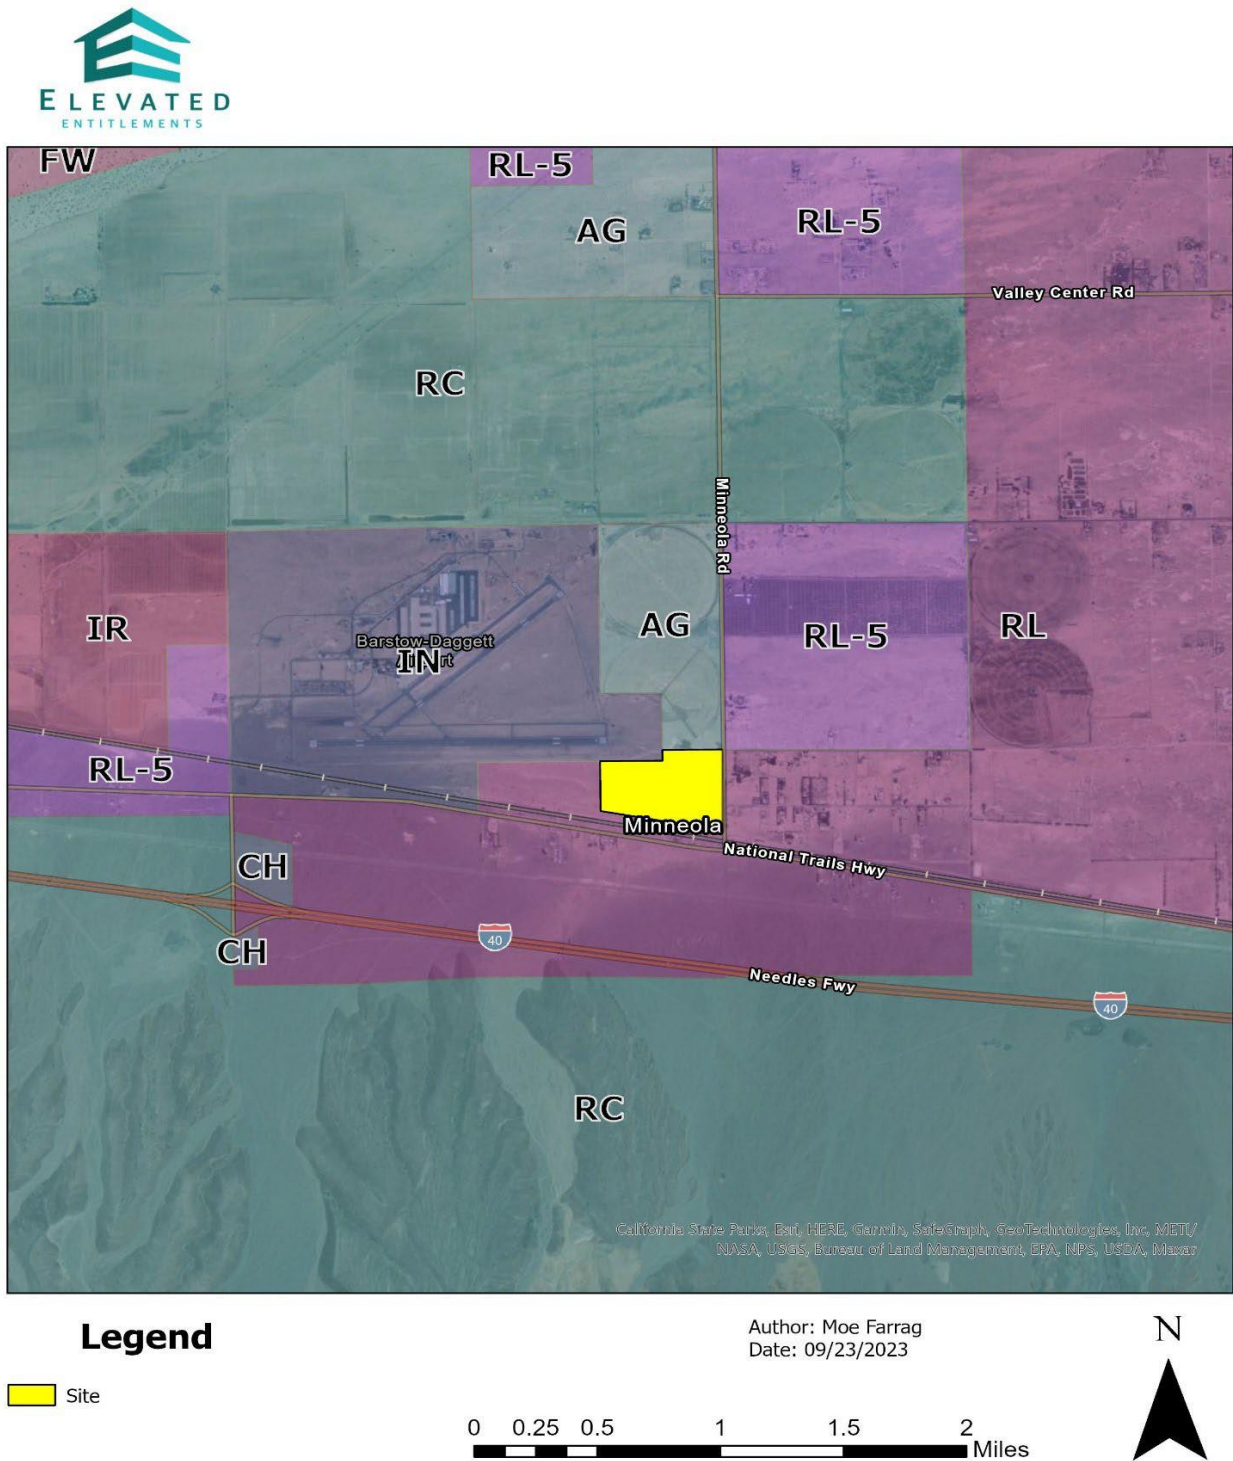 ELEVATED
ENTITLEMENTS
FW
RL-5
AG
RL-5
Valley Center Rd
RC
Minneola Rd
IR
Barstow-Daggett
IN
AG
RL-5
RL
RL-5
Minneola
National Trails Hwy
CH
CH
40
Needles Fwy
40
RC
California State Parks, Esri, HERE, Garmin, SafeGraph, GeoTechnologies, Inc, METI/
NASA, USGS, Bureau of Land Management, EPA, NPS, USDA, Maxar
Legend
Site
Author: Moe Farrag
Date: 09/23/2023
N
0 0.25 0.5 1 1.5 2
Miles